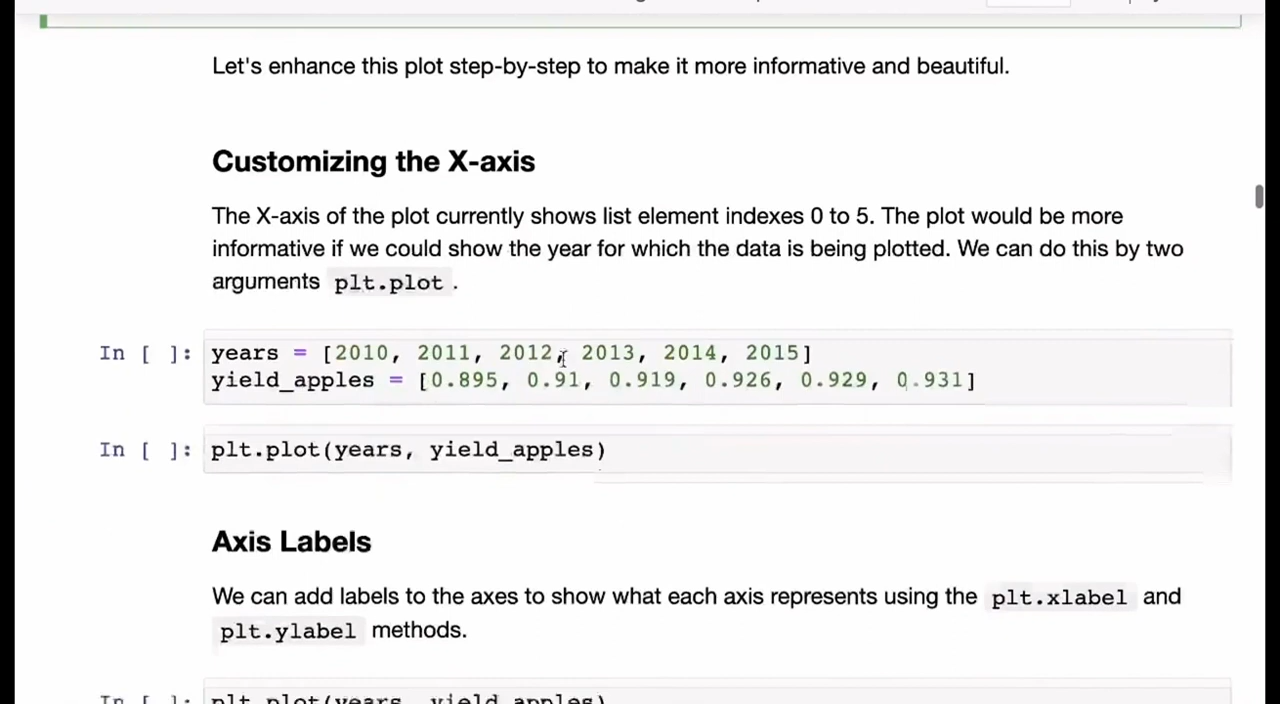 Let's enhance this plot step-by-step to make it more informative and beautiful.
Customizing the X-axis
The X-axis of the plot currently shows list element indexes 0 to 5. The plot would be more
informative if we could show the year for which the data is being plotted. We can do this by two
arguments plt.plot .
In [ ]: years = [2010, 2011, 2012, 2013, 2014, 2015]
yield_apples = [0.895, 0.91, 0.919, 0.926, 0.929, 0.931]
In [ ]: plt.plot(years, yield_apples)
Axis Labels
We can add labels to the axes to show what each axis represents using the plt.xlabel and
plt.ylabel methods.
In [ ]: plt.plot(years, yield_apples)